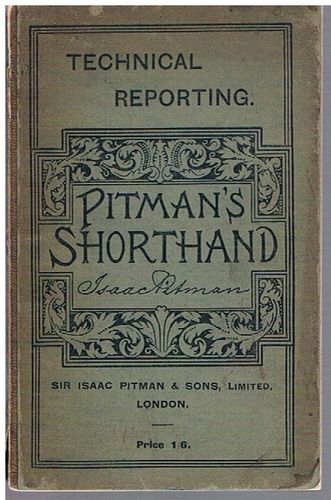 TECHNICAL
REPORTING.
PITMAN'S
SHORTHAND
Isaac Pitman
SIR ISAAC PITMAN & SONS, LIMITED,
LONDON.
Price 1/6.